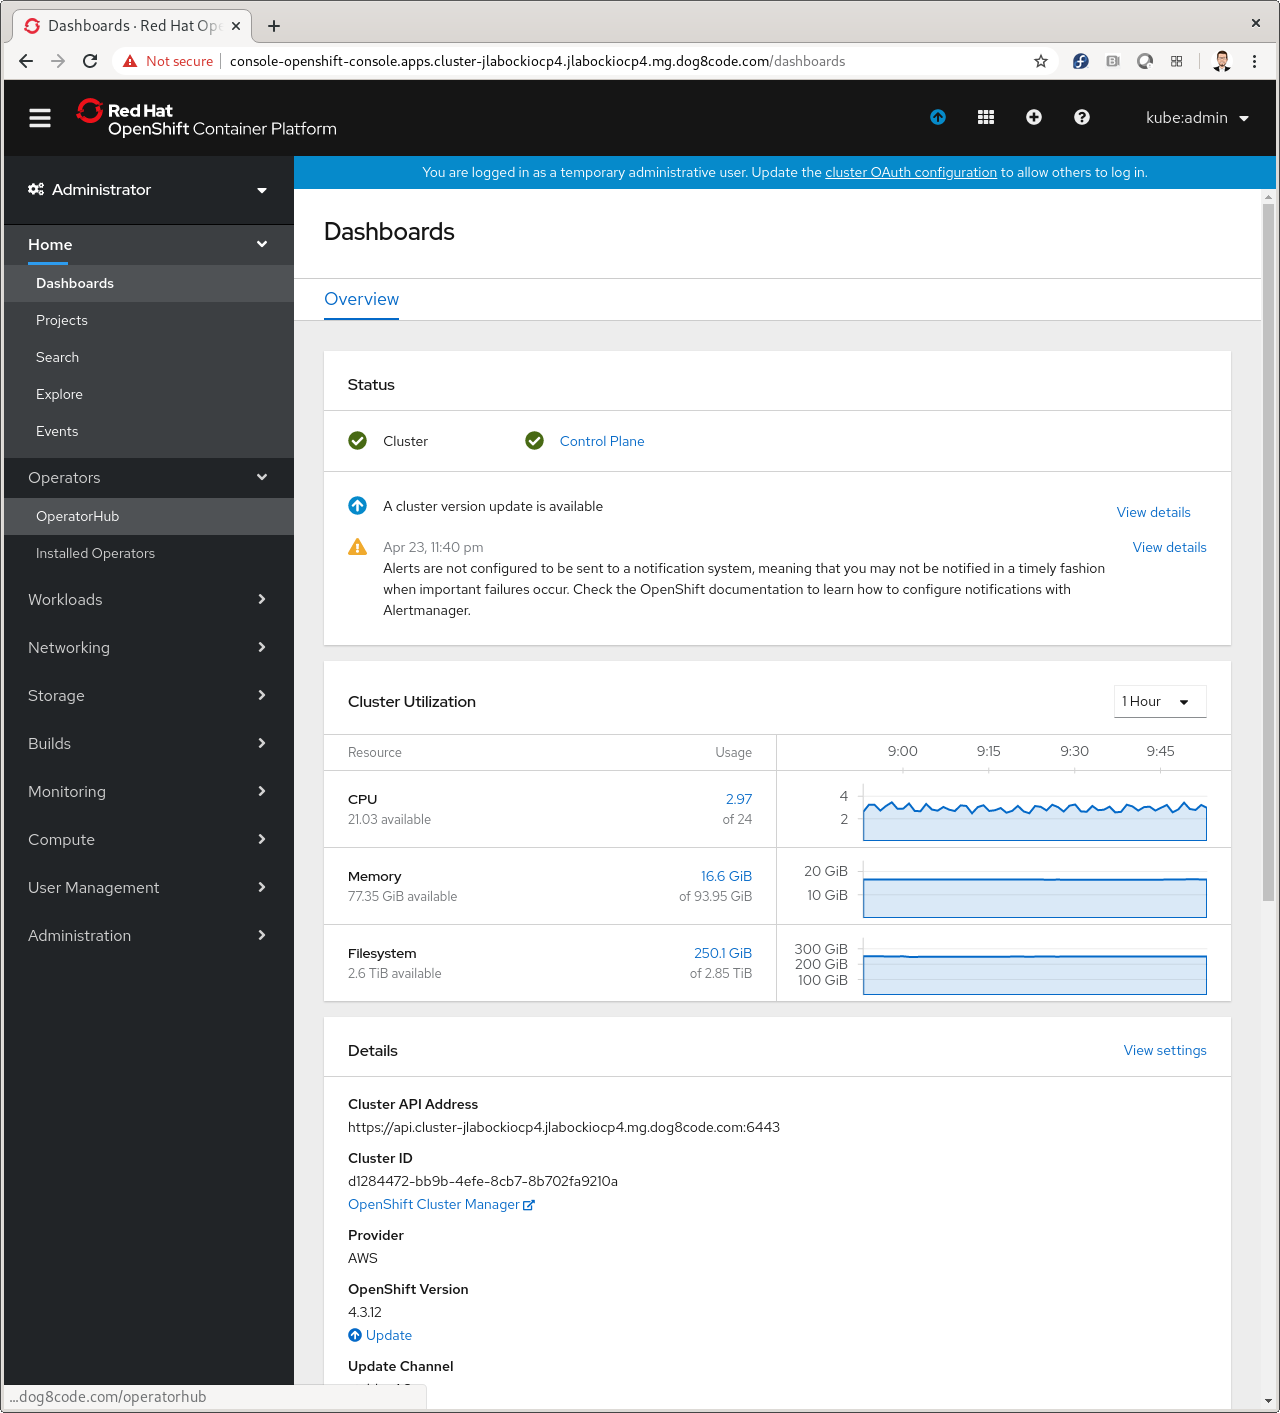 Dashboards · Red Hat Ope
Not secure
console-openshift-console.apps.cluster-jlabockiocp4.jlabockiocp4.mg.dog8code.com/dashboards
Red Hat
OpenShift Container Platform
kube:admin
Administrator
You are logged in as a temporary administrative user. Update the cluster OAuth configuration to allow others to log in.
Home
Dashboards
Projects
Search
Explore
Events
Operators
OperatorHub
Installed Operators
Workloads
Networking
Storage
Builds
Monitoring
Compute
User Management
Administration
Dashboards
Overview
Status
Cluster
Control Plane
A cluster version update is available
View details
Apr 23, 11:40 pm
View details
Alerts are not configured to be sent to a notification system, meaning that you may not be notified in a timely fashion
when important failures occur. Check the OpenShift documentation to learn how to configure notifications with
Alertmanager.
Cluster Utilization
1 Hour
Resource Usage 9:00 9:15 9:30 9:45
CPU 2.97
21.03 available of 24
4
2
Memory 16.6 GiB
77.35 GiB available of 93.95 GiB
20 GiB
10 GiB
Filesystem 250.1 GiB
2.6 TiB available of 2.85 TiB
300 GiB
200 GiB
100 GiB
Details
View settings
Cluster API Address
https://api.cluster-jlabockiocp4.jlabockiocp4.mg.dog8code.com:6443
Cluster ID
d1284472-bb9b-4efe-8cb7-8b702fa9210a
OpenShift Cluster Manager
Provider
AWS
OpenShift Version
4.3.12
Update
Update Channel
...dog8code.com/operatorhub